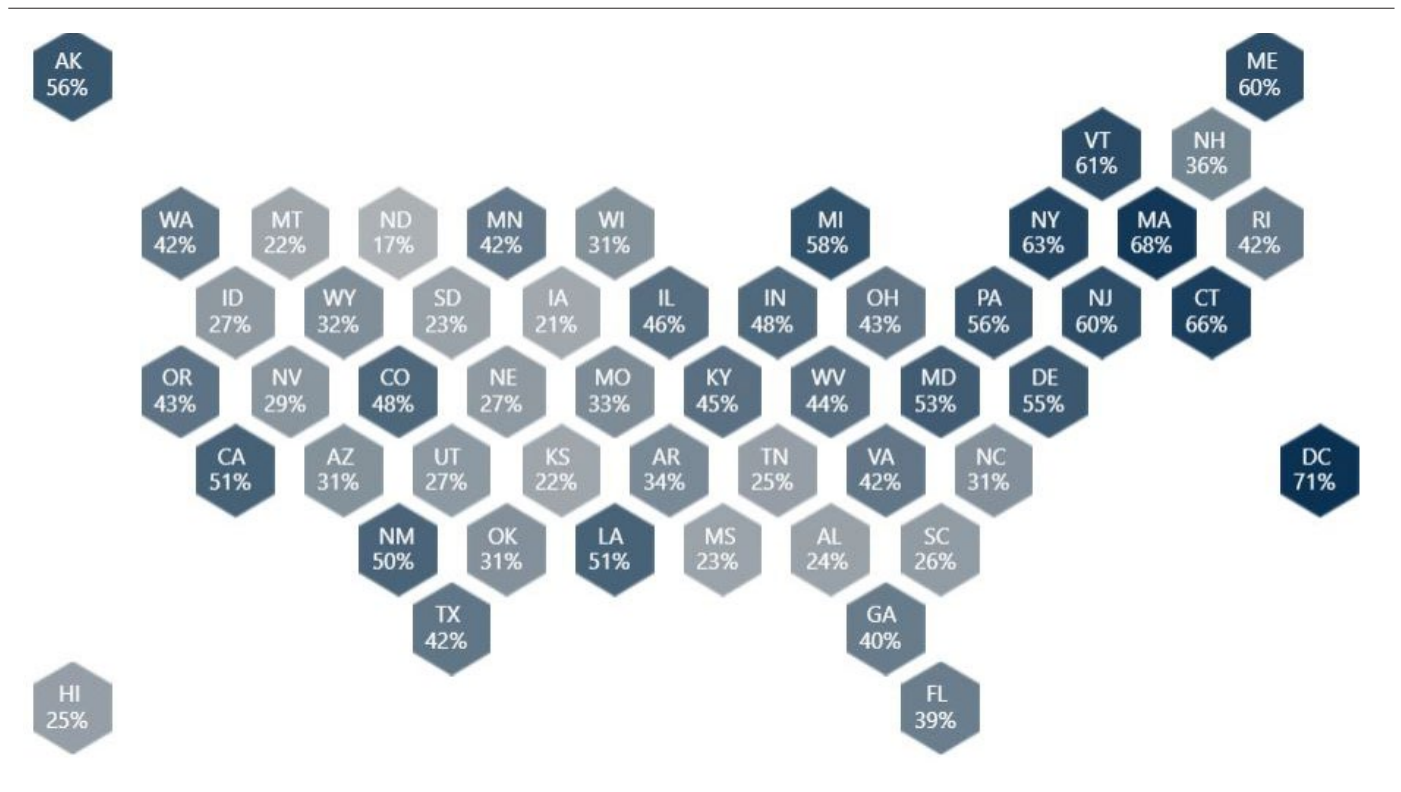 AK
56%
ME
60%
VT
61%
NH
36%
WA
42%
MT
22%
ND
17%
MN
42%
WI
31%
MI
58%
NY
63%
MA
68%
RI
42%
ID
27%
WY
32%
SD
23%
IA
21%
IL
46%
IN
48%
OH
43%
PA
56%
NJ
60%
CT
66%
OR
43%
NV
29%
CO
48%
NE
27%
MO
33%
KY
45%
WV
44%
MD
53%
DE
55%
CA
51%
AZ
31%
UT
27%
KS
22%
AR
34%
TN
25%
VA
42%
NC
31%
DC
71%
NM
50%
OK
31%
LA
51%
MS
23%
AL
24%
SC
26%
TX
42%
GA
40%
HI
25%
FL
39%